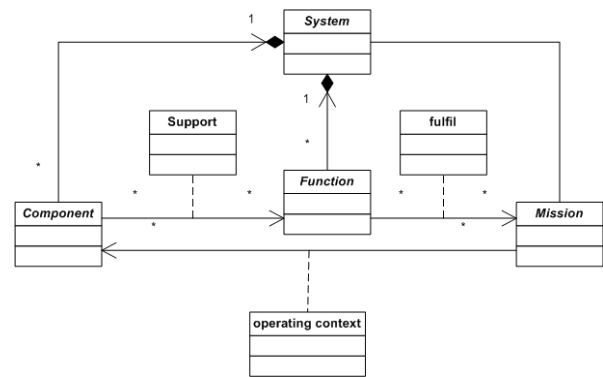 System
1
1
Support
fulfil
*
*
Function
*
*
*
*
*
Component
Mission
*
*
operating context